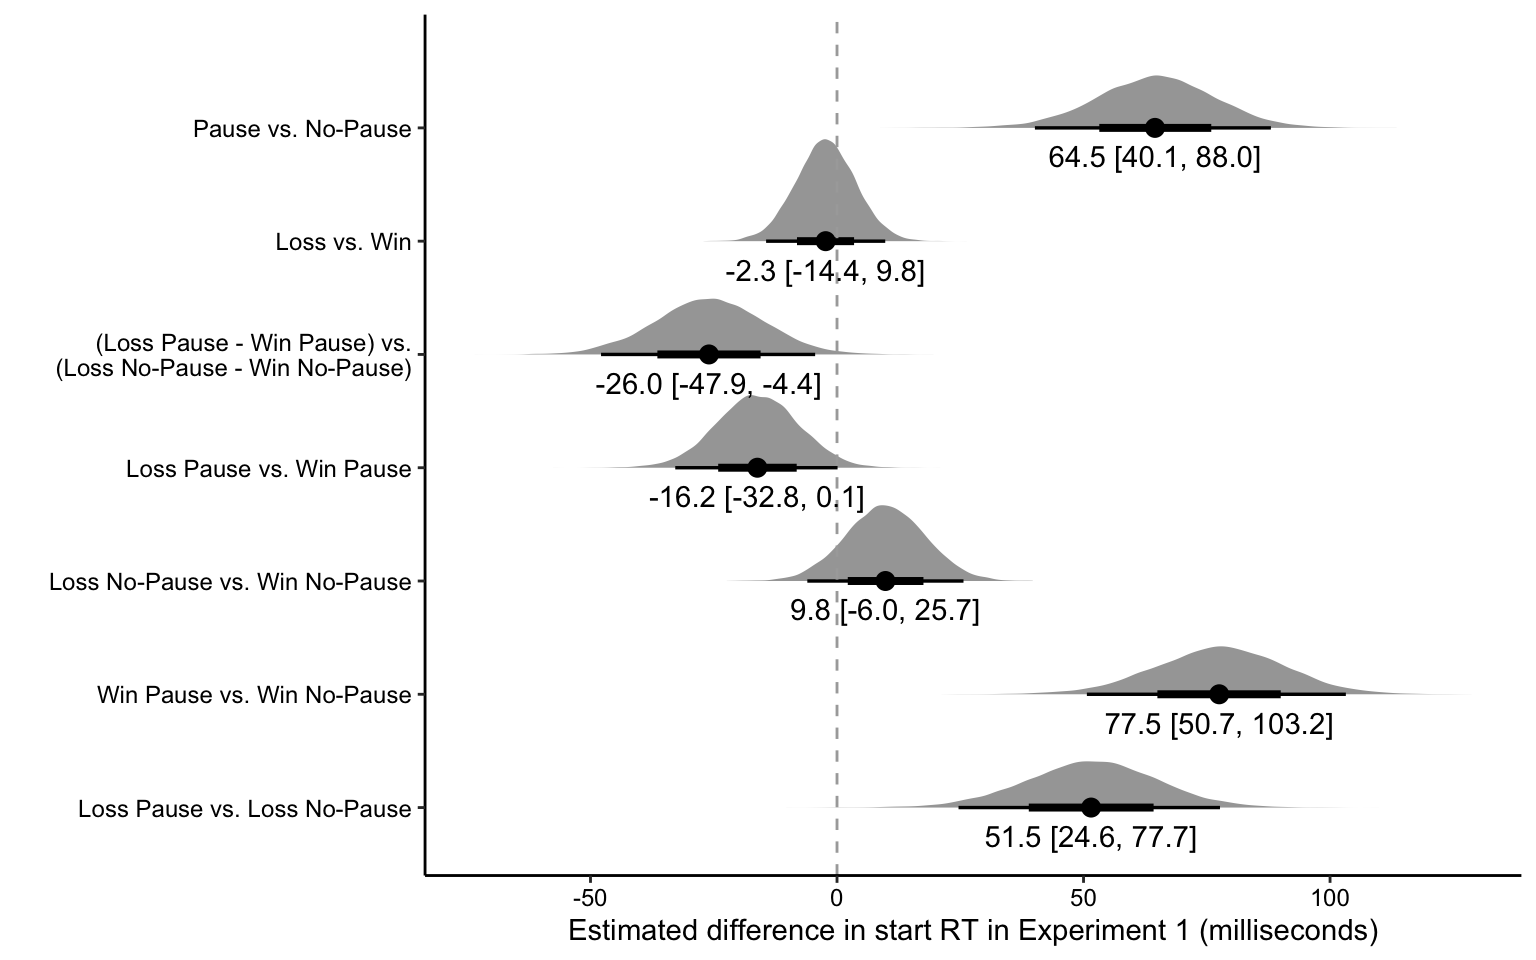 Pause vs. No-Pause
64.5 [40.1, 88.0]
Loss vs. Win
-2.3 [-14.4, 9.8]
(Loss Pause - Win Pause) vs.
(Loss No-Pause - Win No-Pause)
-26.0 [-47.9, -4.4]
Loss Pause vs. Win Pause
-16.2 [-32.8, 0.1]
Loss No-Pause vs. Win No-Pause
9.8 [-6.0, 25.7]
Win Pause vs. Win No-Pause
77.5 [50.7, 103.2]
Loss Pause vs. Loss No-Pause
51.5 [24.6, 77.7]
-50 0 50 100
Estimated difference in start RT in Experiment 1 (milliseconds)